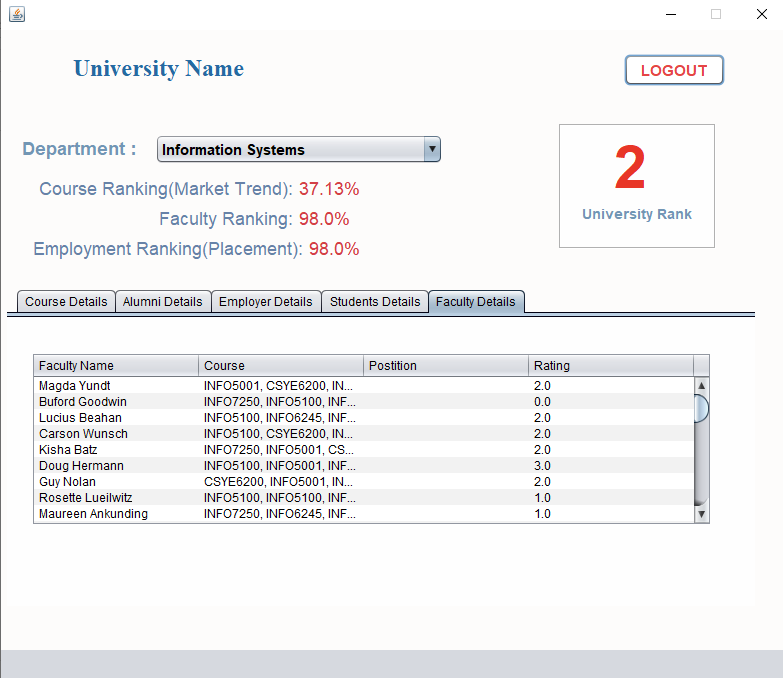 University Name
LOGOUT
Department :
Information Systems
2
University Rank
Course Ranking(Market Trend): 37.13%
Faculty Ranking: 98.0%
Employment Ranking(Placement): 98.0%
Course Details Alumni Details Employer Details Students Details Faculty Details
Faculty Name Course Postition Rating
Magda Yundt INFO5001, CSYE6200, IN... 2.0
Buford Goodwin INFO7250, INFO5100, INF... 0.0
Lucius Beahan INFO5100, INFO6245, INF... 2.0
Carson Wunsch INFO5100, CSYE6200, IN... 2.0
Kisha Batz INFO7250, INFO5001, CS... 2.0
Doug Hermann INFO5100, INFO5001, INF... 3.0
Guy Nolan CSYE6200, INFO5001, IN... 2.0
Rosette Lueilwitz INFO5100, INFO5100, INF... 1.0
Maureen Ankunding INFO7250, INFO6245, INF... 1.0